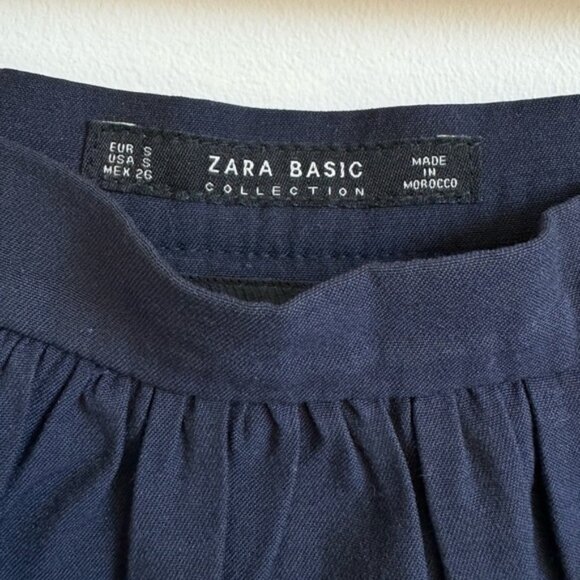 EUR S
USA S
MEX 26
ZARA BASIC
COLLECTION
MADE
IN
MOROCCO